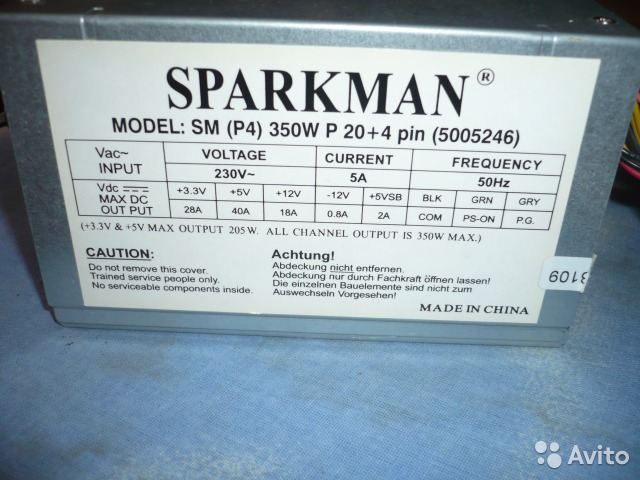 SPARKMAN®
MODEL: SM (P4) 350W P 20+4 pin (5005246)
Vac~ INPUT VOLTAGE CURRENT FREQUENCY
230V~ 5A 50Hz
Vdc MAX DC OUT PUT +3.3V +5V +12V -12V +5VSB BLK GRN GRY
28A 40A 18A 0.8A 2A COM PS-ON P.G.
(+3.3V & +5V MAX OUTPUT 205W. ALL CHANNEL OUTPUT IS 350W MAX.)
CAUTION:
Do not remove this cover.
Trained service people only.
No serviceable components inside.
Achtung!
Abdeckung nicht entfernen.
Abdeckung nur durch Fachkraft öffnen lassen!
Die einzelnen Bauelemente sind nicht zum
Auswechseln Vorgesehen!
MADE IN CHINA
3109
Avito